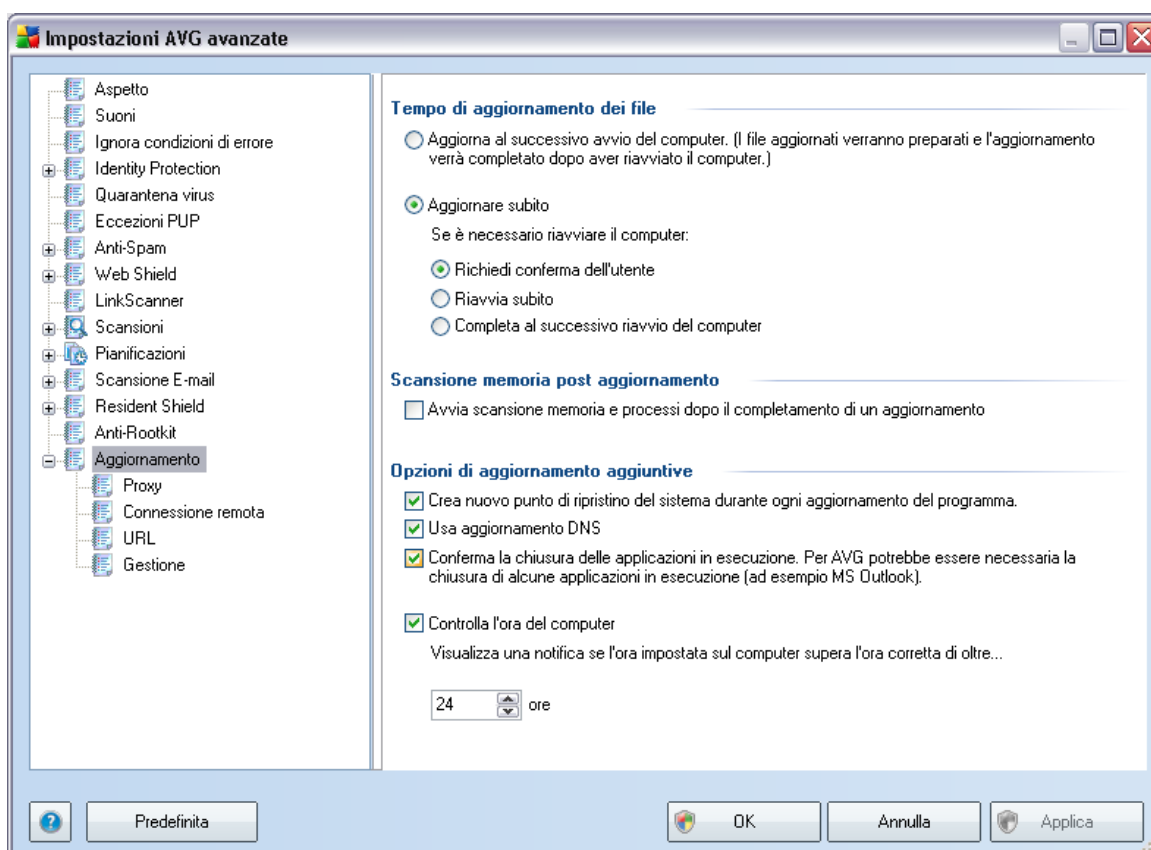 Impostazioni AVG avanzate
Aspetto
Suoni
Ignora condizioni di errore
Identity Protection
Quarantena virus
Eccezioni PUP
Anti-Spam
Web Shield
LinkScanner
Scansioni
Pianificazioni
Scansione E-mail
Resident Shield
Anti-Rootkit
Aggiornamento
Proxy
Connessione remota
URL
Gestione
Tempo di aggiornamento dei file
Aggiorna al successivo avvio del computer. (I file aggiornati verranno preparati e l'aggiornamento
verrà completato dopo aver riavviato il computer.)
Aggiornare subito
Se è necessario riavviare il computer:
Richiedi conferma dell'utente
Riavvia subito
Completa al successivo riavvio del computer
Scansione memoria post aggiornamento
Avvia scansione memoria e processi dopo il completamento di un aggiornamento
Opzioni di aggiornamento aggiuntive
Crea nuovo punto di ripristino del sistema durante ogni aggiornamento del programma.
Usa aggiornamento DNS
Conferma la chiusura delle applicazioni in esecuzione. Per AVG potrebbe essere necessaria la
chiusura di alcune applicazioni in esecuzione (ad esempio MS Outlook).
Controlla l'ora del computer
Visualizza una notifica se l'ora impostata sul computer supera l'ora corretta di oltre...
24 ore
Predefinita
OK
Annulla
Applica